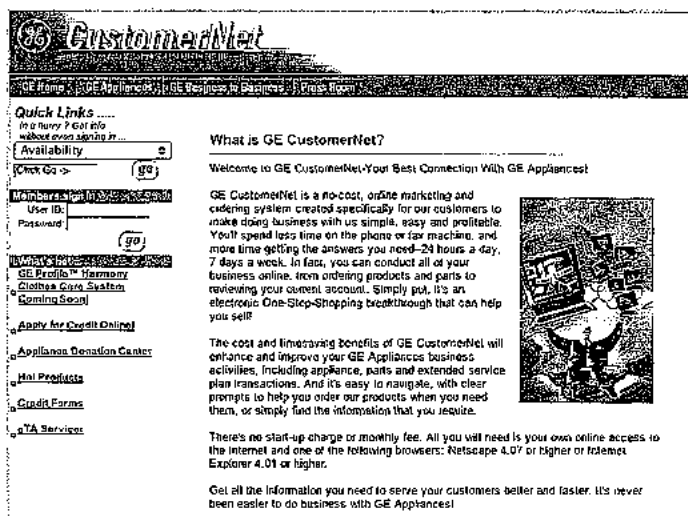 CustomerNet
GE Home GE Appliances GE Business to Business Press Room
Quick Links .....
In a hurry? Get info
without even signing in ...
Availability
Click Go ->
go
User ID:
Password:
go
GE Profile™ Harmony
Clothes Care System
Coming Soon!
Apply for Credit Online!
Appliance Donation Center
Hot Products
Credit Forms
eTA Services
What is GE CustomerNet?
Welcome to GE CustomerNet-Your Best Connection With GE Appliances!
GE CustomerNet is a no-cost, online marketing and
ordering system created specifically for our customers to
make doing business with us simple, easy and profitable.
You'll spend less time on the phone or fax machine, and
more time getting the answers you need–24 hours a day,
7 days a week. In fact, you can conduct all of your
business online, from ordering products and parts to
reviewing your current account. Simply put, it's an
electronic One-Stop-Shopping breakthrough that can help
you sell!
The cost and timesaving benefits of GE CustomerNet will
enhance and improve your GE Appliances business
activities, including appliance, parts and extended service
plan transactions. And it's easy to navigate, with clear
prompts to help you order our products when you need
them, or simply find the information that you require.
There's no start-up charge or monthly fee. All you will need is your own online access to
the Internet and one of the following browsers: Netscape 4.07 or higher or Internet
Explorer 4.01 or higher.
Get all the information you need to serve your customers better and faster. It's never
been easier to do business with GE Appliances!